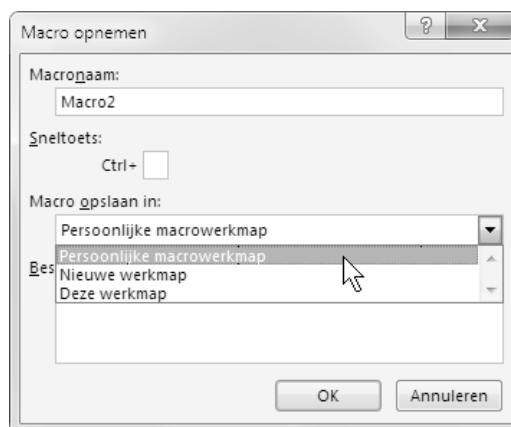 Macro opnemen
?
X
Macronaam:
Macro2
Sneltoets:
Ctrl+
Macro opslaan in:
Persoonlijke macrowerkmap
Persoonlijke macrowerkmap
Bes
Nieuwe werkmap
Deze werkmap
OK
Annuleren